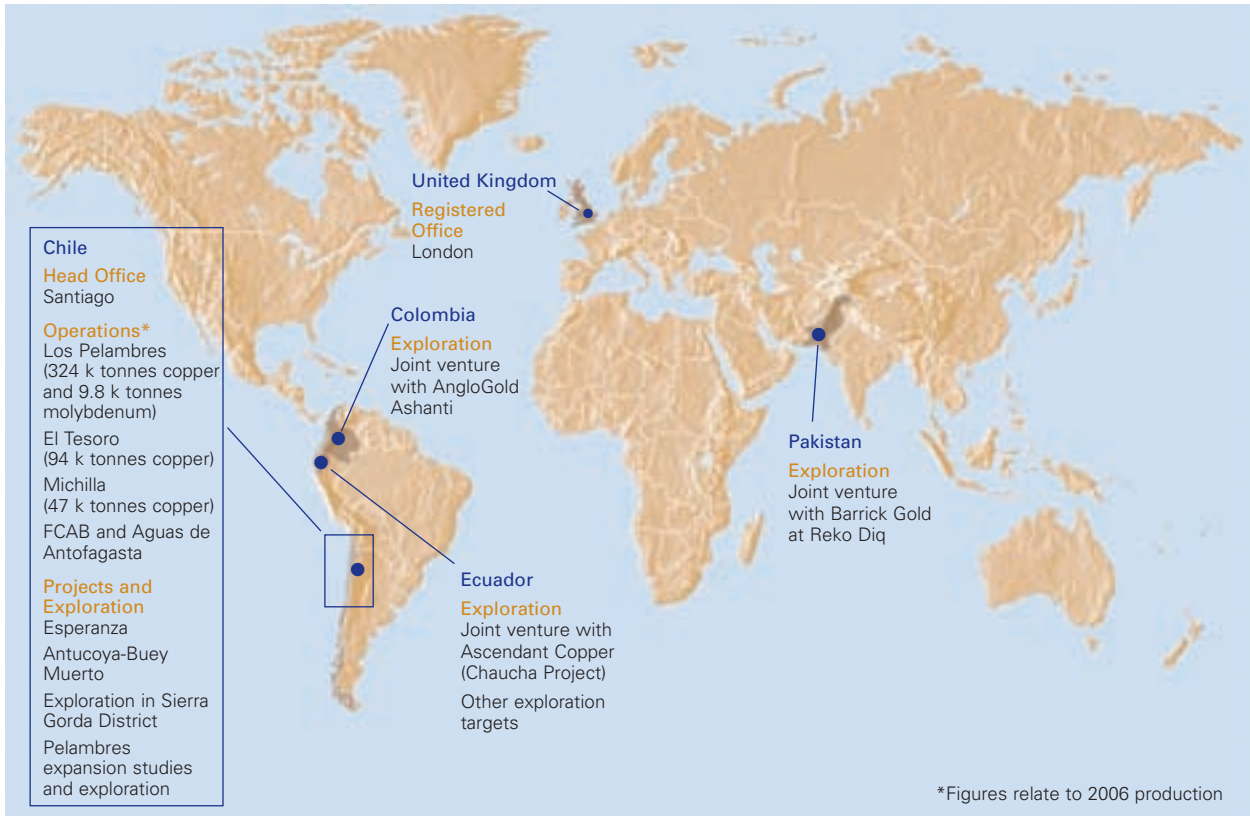 United Kingdom
Registered
Office
London
Chile
Head Office
Santiago
Operations*
Los Pelambres
(324 k tonnes copper
and 9.8 k tonnes
molybdenum)
El Tesoro
(94 k tonnes copper)
Michilla
(47 k tonnes copper)
FCAB and Aguas de
Antofagasta
Projects and
Exploration
Esperanza
Antucoya-Buey
Muerto
Exploration in Sierra
Gorda District
Pelambres
expansion studies
and exploration
Colombia
Exploration
Joint venture
with AngloGold
Ashanti
Ecuador
Exploration
Joint venture with
Ascendant Copper
(Chaucha Project)
Other exploration
targets
Pakistan
Exploration
Joint venture
with Barrick Gold
at Reko Diq
*Figures relate to 2006 production